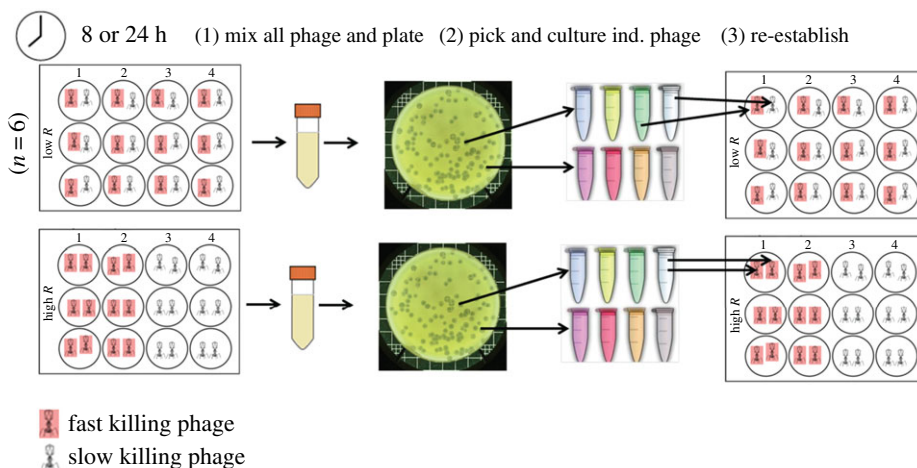 8 or 24 h (1) mix all phage and plate (2) pick and culture ind. phage (3) re-establish
(n = 6)
low R
1 2 3 4
low R
1 2 3 4
high R
1 2 3 4
high R
1 2 3 4
fast killing phage
slow killing phage